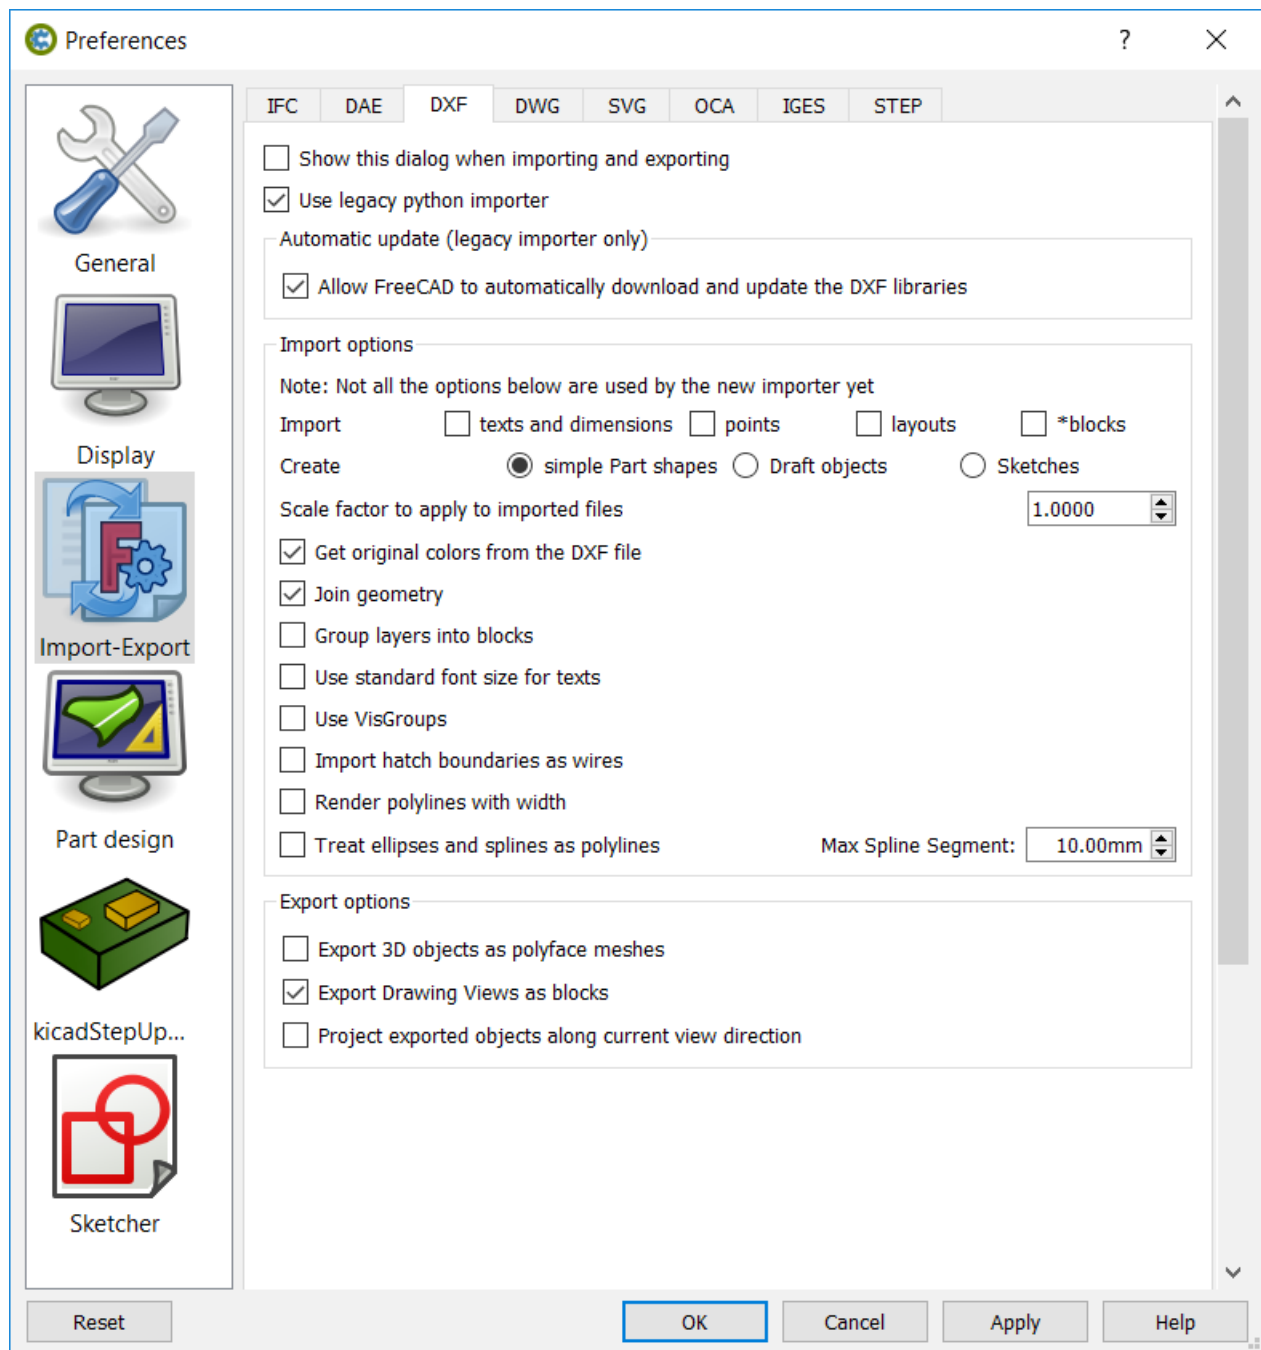 Preferences
?
General
Display
Import-Export
Part design
kicadStepUp...
Sketcher
IFC DAE DXF DWG SVG OCA IGES STEP
Show this dialog when importing and exporting
Use legacy python importer
Automatic update (legacy importer only)
Allow FreeCAD to automatically download and update the DXF libraries
Import options
Note: Not all the options below are used by the new importer yet
Import texts and dimensions points layouts *blocks
Create simple Part shapes Draft objects Sketches
Scale factor to apply to imported files 1.0000
Get original colors from the DXF file
Join geometry
Group layers into blocks
Use standard font size for texts
Use VisGroups
Import hatch boundaries as wires
Render polylines with width
Treat ellipses and splines as polylines Max Spline Segment: 10.00mm
Export options
Export 3D objects as polyface meshes
Export Drawing Views as blocks
Project exported objects along current view direction
Reset OK Cancel Apply Help